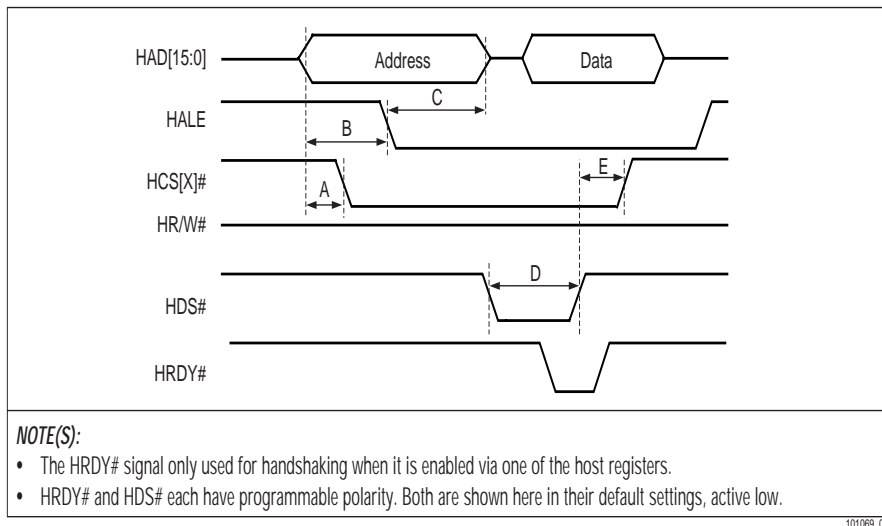 HAD[15:0]
Address
Data
C
HALE
B
E
HCS[X]#
A
HR/W#
D
HDS#
HRDY#
NOTE(S):
• The HRDY# signal only used for handshaking when it is enabled via one of the host registers.
• HRDY# and HDS# each have programmable polarity. Both are shown here in their default settings, active low.